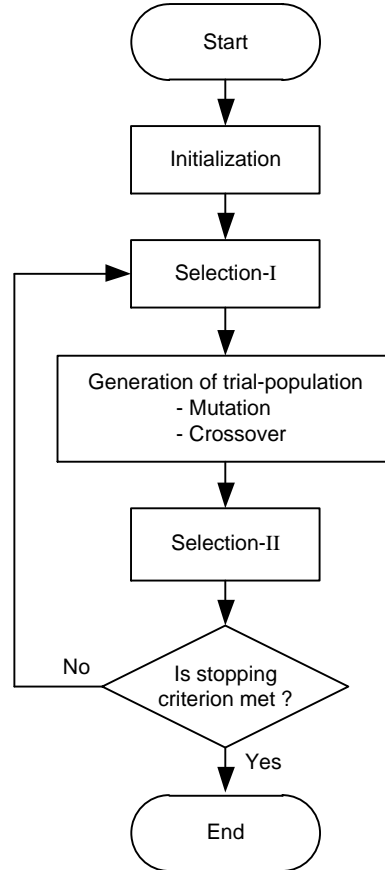 Start
Initialization
Selection-I
Generation of trial-population
- Mutation
- Crossover
Selection-II
No
Is stopping
criterion met ?
Yes
End